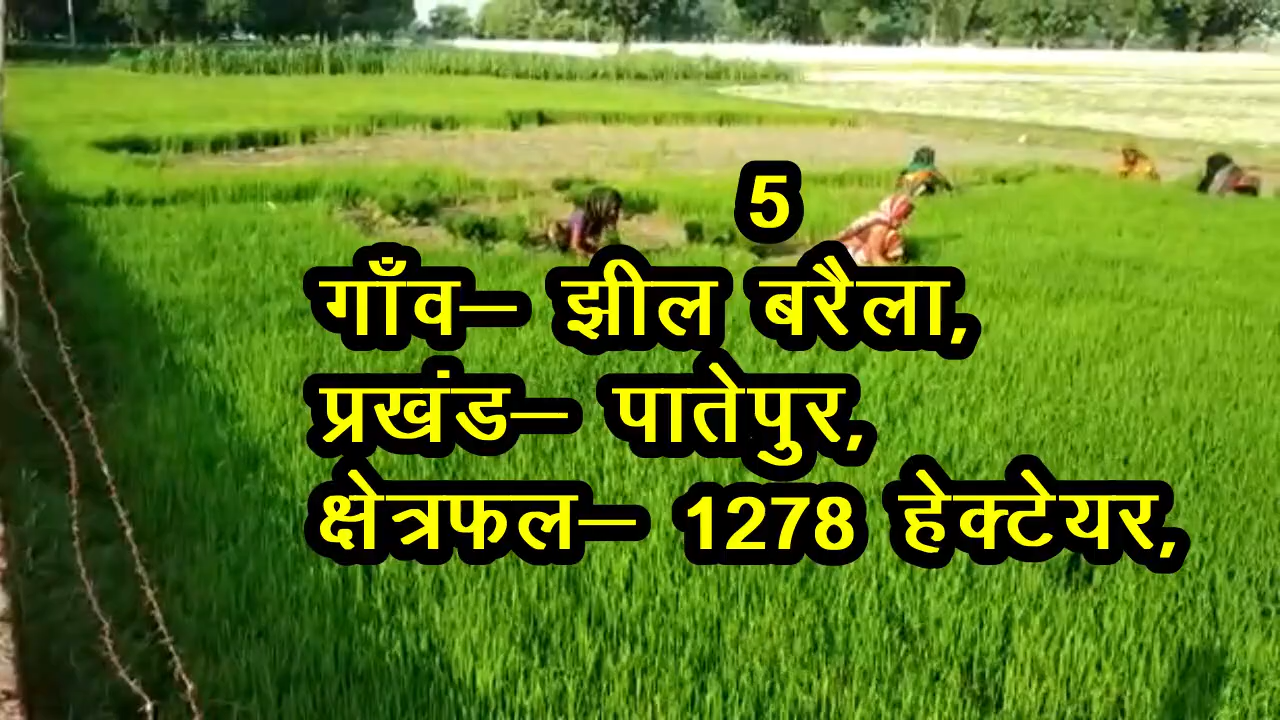 5
गाँव– झील बरैला,
प्रखंड– पातेपुर,
क्षेत्रफल– 1278 हेक्टेयर,